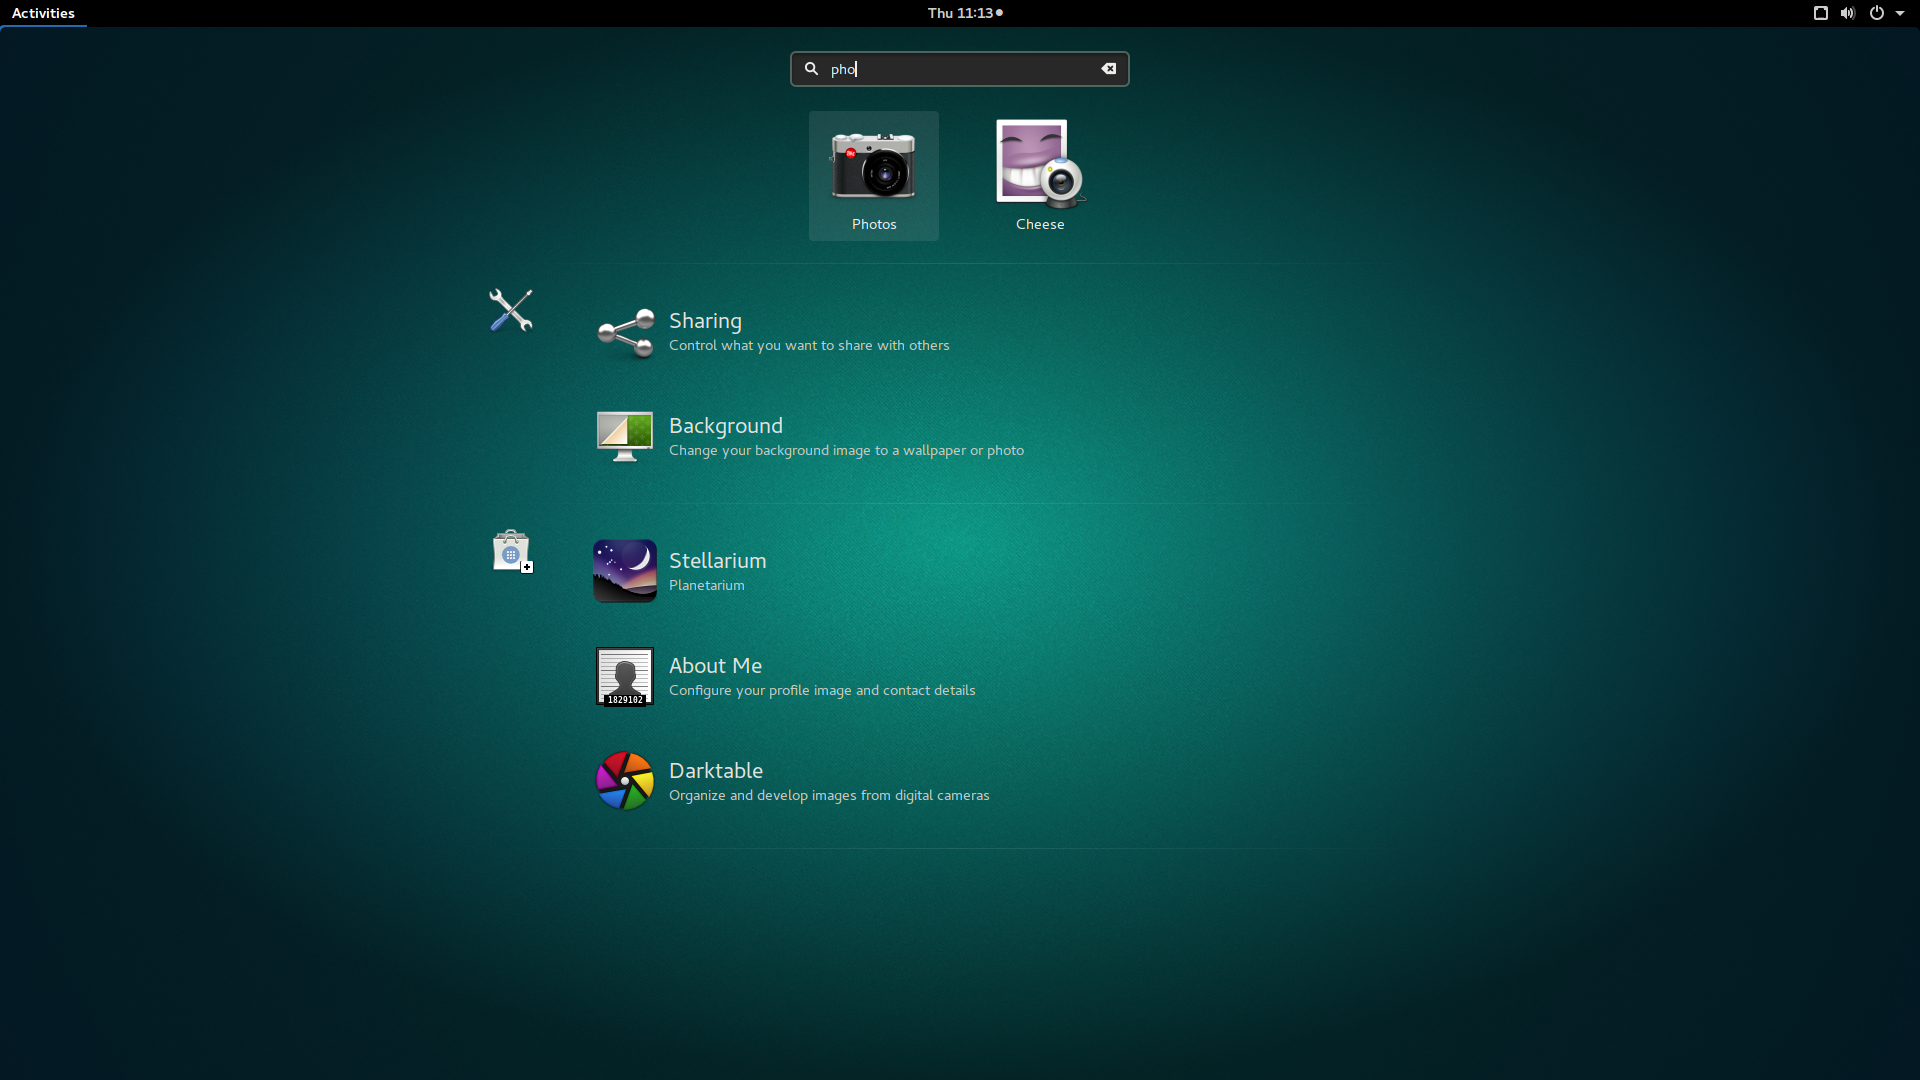 Activities
Thu 11:13
pho
Photos
Cheese
Sharing
Control what you want to share with others
Background
Change your background image to a wallpaper or photo
Stellarium
Planetarium
About Me
1829102
Configure your profile image and contact details
Darktable
Organize and develop images from digital cameras